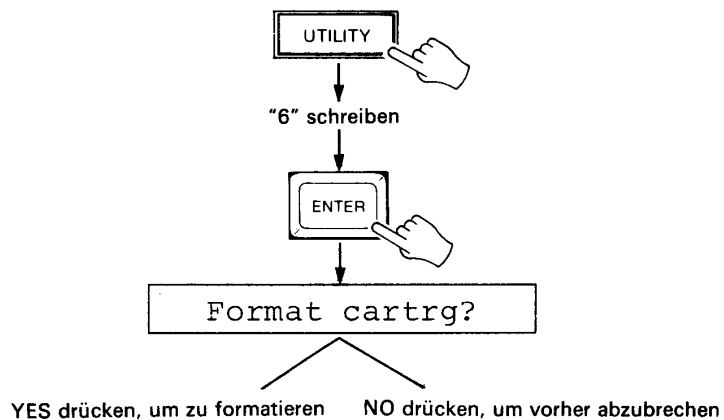 UTILITY
"6" schreiben
ENTER
Format cartrg?
YES drücken, um zu formatieren NO drücken, um vorher abzubrechen